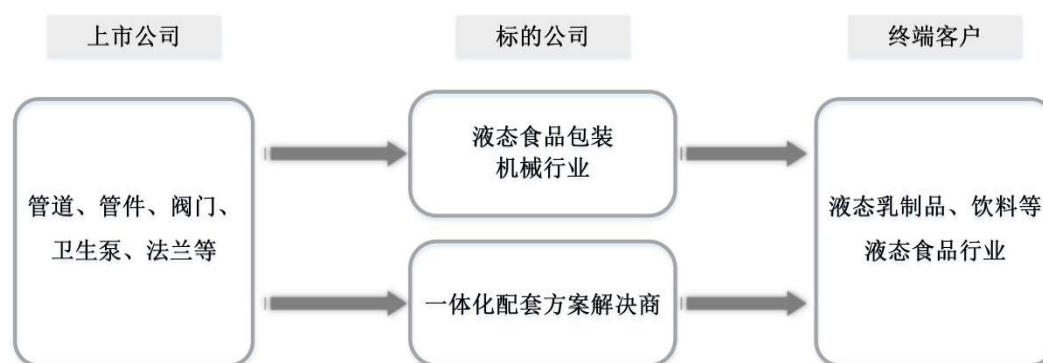 上市公司
标的公司
终端客户
管道、管件、阀门、
卫生泵、法兰等
液态食品包装
机械行业
一体化配套方案解决商
液态乳制品、饮料等
液态食品行业